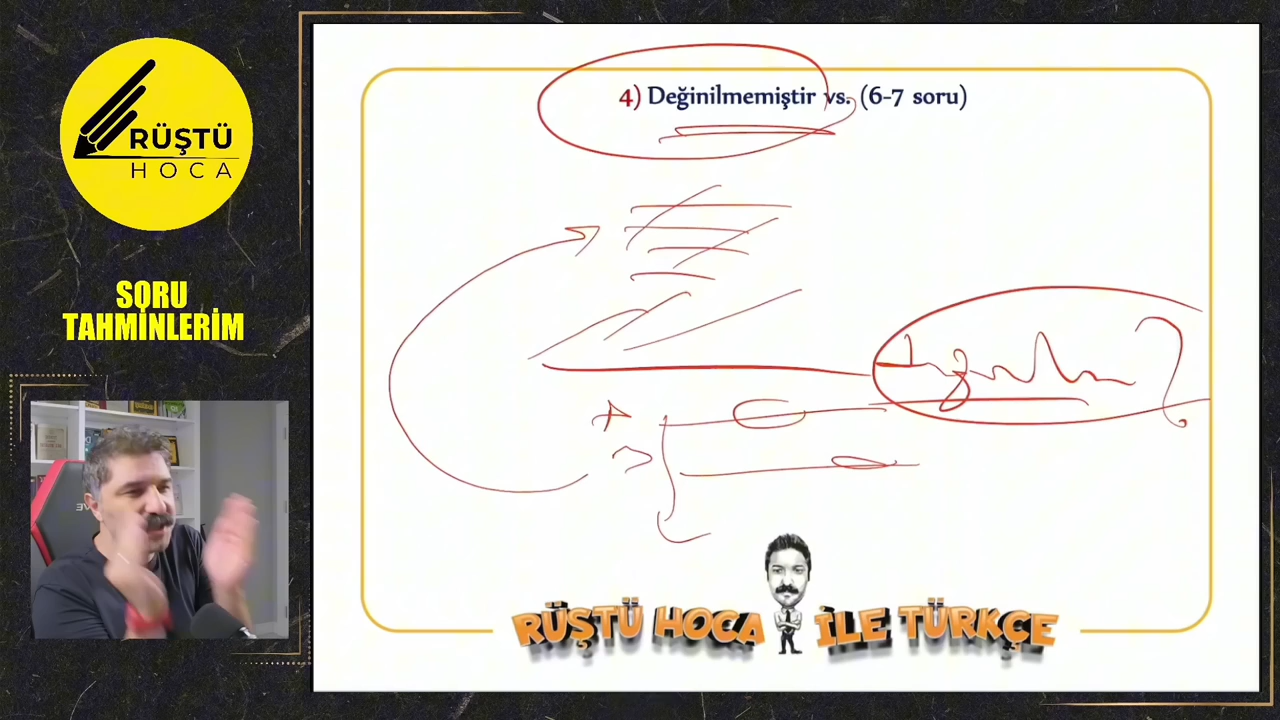 RÜŞTÜ
HOCA
SORU
TAHMİNLERİM
4) Değinilmemiştir vs. (6-7 soru)
A
B
RÜŞTÜ HOCA İLE TÜRKÇE